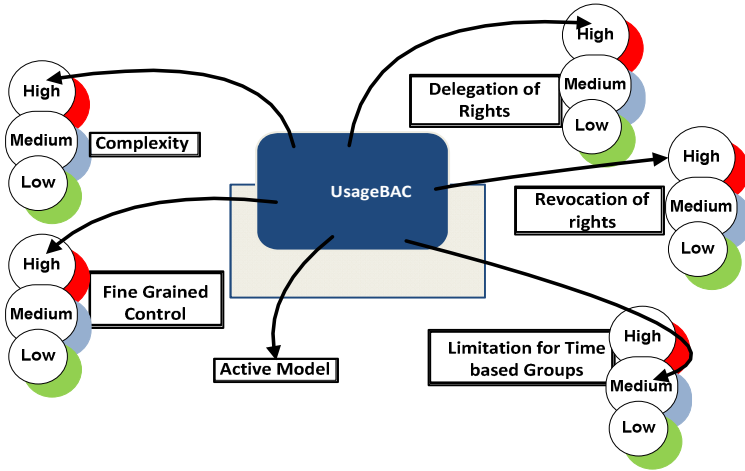 High
Medium
Low
Complexity
High
Medium
Low
Delegation of
Rights
UsageBAC
High
Medium
Low
Revocation of
rights
High
Medium
Low
Fine Grained
Control
Active Model
High
Medium
Low
Limitation for Time
based Groups